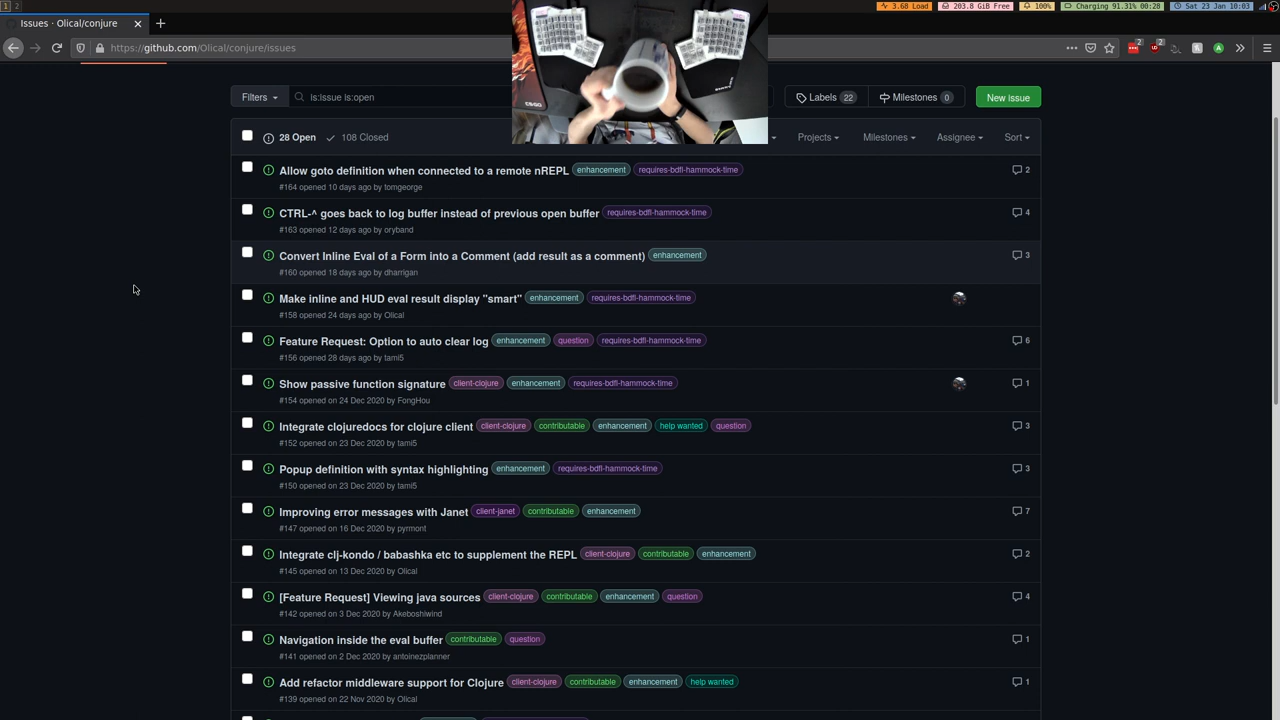 1 2
3.68 Load 203.8 GiB Free 100% Charging 91.31% 00:28 Sat 23 Jan 10:03
Issues · Olical/conjure
https://github.com/Olical/conjure/issues
2 2
Filters is:issue is:open Labels 22 Milestones 0 New issue
28 Open 108 Closed Projects Milestones Assignee Sort
Allow goto definition when connected to a remote nREPL enhancement requires-bdfl-hammock-time 2
#164 opened 10 days ago by tomgeorge
CTRL-^ goes back to log buffer instead of previous open buffer requires-bdfl-hammock-time 4
#163 opened 12 days ago by oryband
Convert Inline Eval of a Form into a Comment (add result as a comment) enhancement 3
#160 opened 18 days ago by dharrigan
Make inline and HUD eval result display "smart" enhancement requires-bdfl-hammock-time
#158 opened 24 days ago by Olical
Feature Request: Option to auto clear log enhancement question requires-bdfl-hammock-time 6
#156 opened 28 days ago by tami5
Show passive function signature client-clojure enhancement requires-bdfl-hammock-time 1
#154 opened on 24 Dec 2020 by FongHou
Integrate clojuredocs for clojure client client-clojure contributable enhancement help wanted question 3
#152 opened on 23 Dec 2020 by tami5
Popup definition with syntax highlighting enhancement requires-bdfl-hammock-time 3
#150 opened on 23 Dec 2020 by tami5
Improving error messages with Janet client-janet contributable enhancement 7
#147 opened on 16 Dec 2020 by pyrmont
Integrate clj-kondo / babashka etc to supplement the REPL client-clojure contributable enhancement 2
#145 opened on 13 Dec 2020 by Olical
[Feature Request] Viewing java sources client-clojure contributable enhancement question 4
#142 opened on 3 Dec 2020 by Akeboshiwind
Navigation inside the eval buffer contributable question 1
#141 opened on 2 Dec 2020 by antoinezplanner
Add refactor middleware support for Clojure client-clojure contributable enhancement help wanted 1
#139 opened on 22 Nov 2020 by Olical